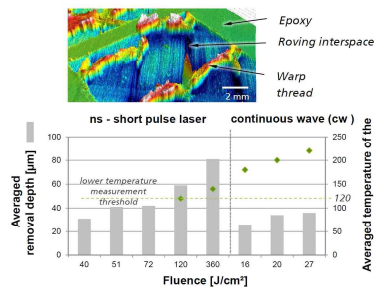 Epoxy
Roving interspace
Warp
thread
2 mm
ns - short pulse laser
continuous wave (cw )
Averaged
removal depth [µm]
100
80
60
40
20
0
lower temperature
measurement
threshold
250
200
150
120
100
50
0
Averaged temperature of the
40 51 72 120 360 16 20 27
Fluence [J/cm²]